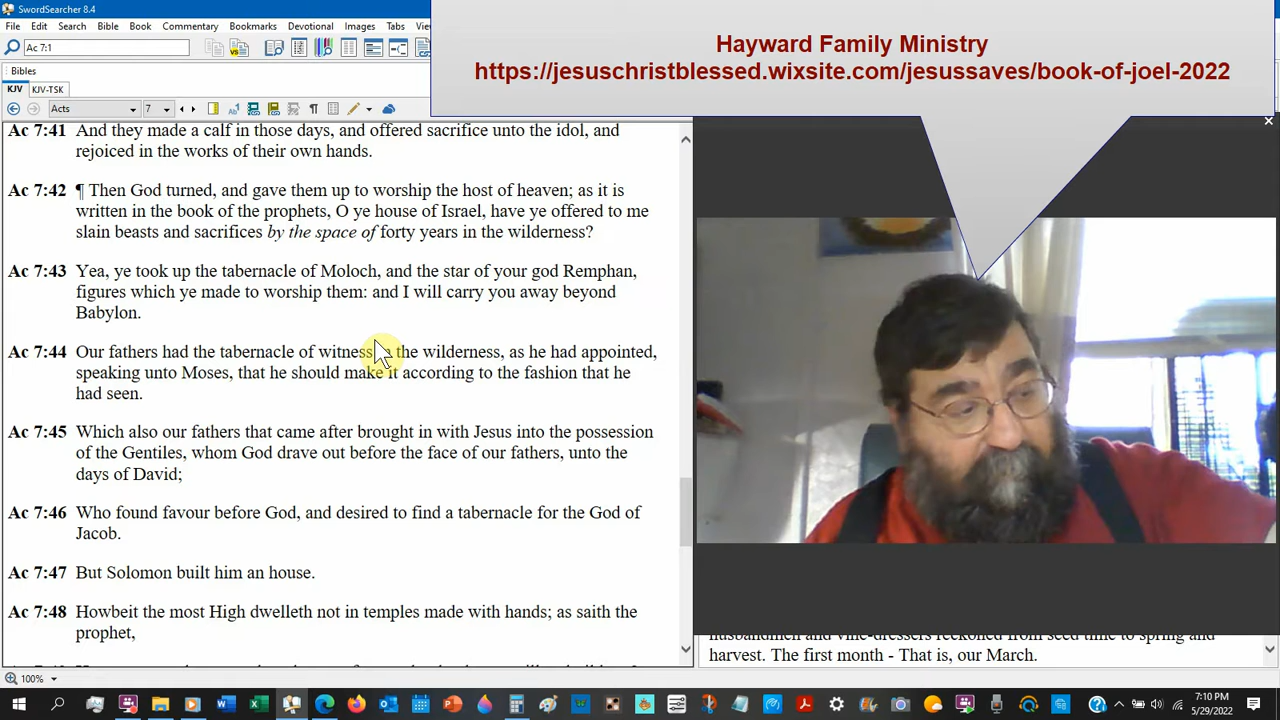 SwordSearcher 8.4
File Edit Search Bible Book Commentary Bookmarks Devotional Images Tabs
Ac 7:1
Hayward Family Ministry
https://jesuschristblessed.wixsite.com/jesussaves/book-of-joel-2022
Bibles
KJV KJV-TSK
Acts 7
Ac 7:41 And they made a calf in those days, and offered sacrifice unto the idol, and
rejoiced in the works of their own hands.
Ac 7:42 ¶ Then God turned, and gave them up to worship the host of heaven; as it is
written in the book of the prophets, O ye house of Israel, have ye offered to me
slain beasts and sacrifices by the space of forty years in the wilderness?
Ac 7:43 Yea, ye took up the tabernacle of Moloch, and the star of your god Remphan,
figures which ye made to worship them: and I will carry you away beyond
Babylon.
Ac 7:44 Our fathers had the tabernacle of witness the wilderness, as he had appointed,
speaking unto Moses, that he should make it according to the fashion that he
had seen.
Ac 7:45 Which also our fathers that came after brought in with Jesus into the possession
of the Gentiles, whom God drave out before the face of our fathers, unto the
days of David;
Ac 7:46 Who found favour before God, and desired to find a tabernacle for the God of
Jacob.
Ac 7:47 But Solomon built him an house.
Ac 7:48 Howbeit the most High dwelleth not in temples made with hands; as saith the
prophet,
husbandmen and vine-dressers reckoned from seed time to spring and
harvest. The first month - That is, our March.
100%
7:10 PM
5/29/2022